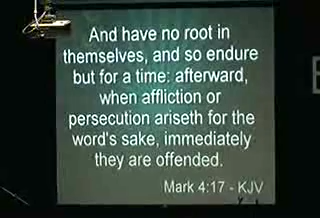 And have no root in
themselves, and so endure
but for a time: afterward,
when affliction or
persecution ariseth for the
word's sake, immediately
they are offended.
Mark 4:17 - KJV